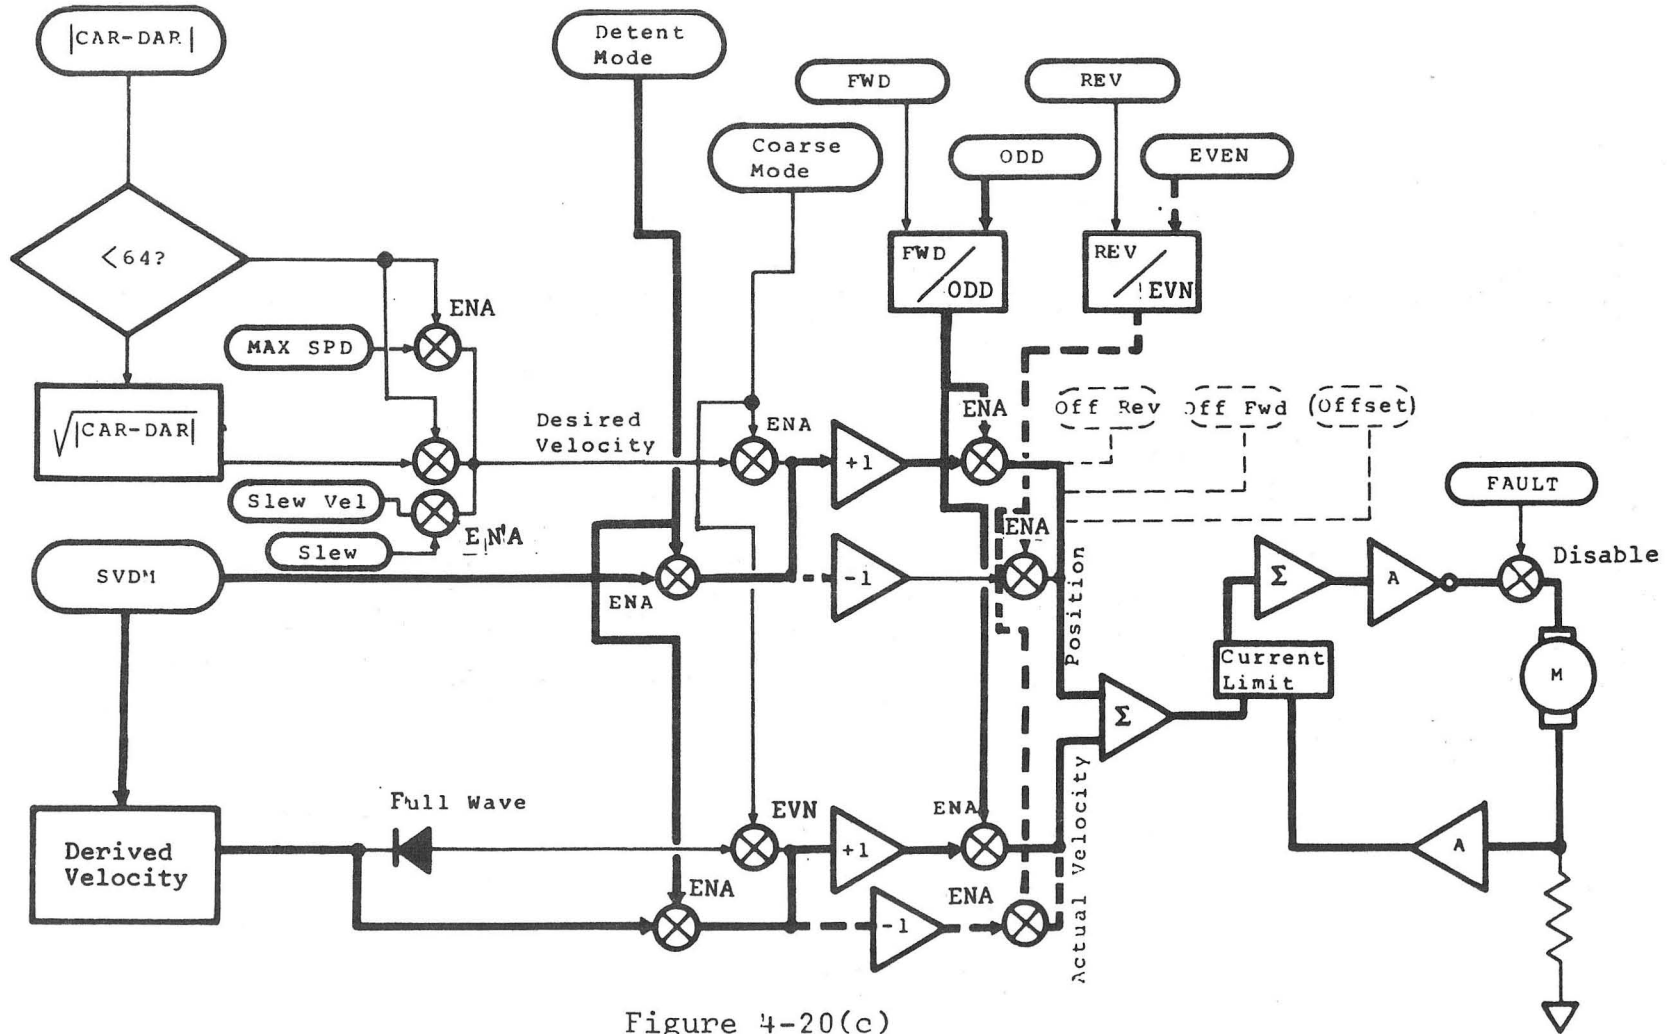 |CAR-DAR|
Detent
Mode
FWD
REV
Coarse
Mode
ODD
EVEN
<64?
FWD
ODD
REV
EVN
ENA
MAX SPD
√|CAR-DAR|
Desired
Velocity
ENA
ENA
Off Rev
Off Fwd
(Offset)
+1
FAULT
Slew Vel
ENA
Slew
ENA
Disable
SVDM
ENA
-1
Position
Σ
A
Current
Limit
M
Σ
Full Wave
EVN
ENA
Derived
Velocity
+1
A
ENA
ENA
-1
Actual Velocity
Figure 4-20(c)